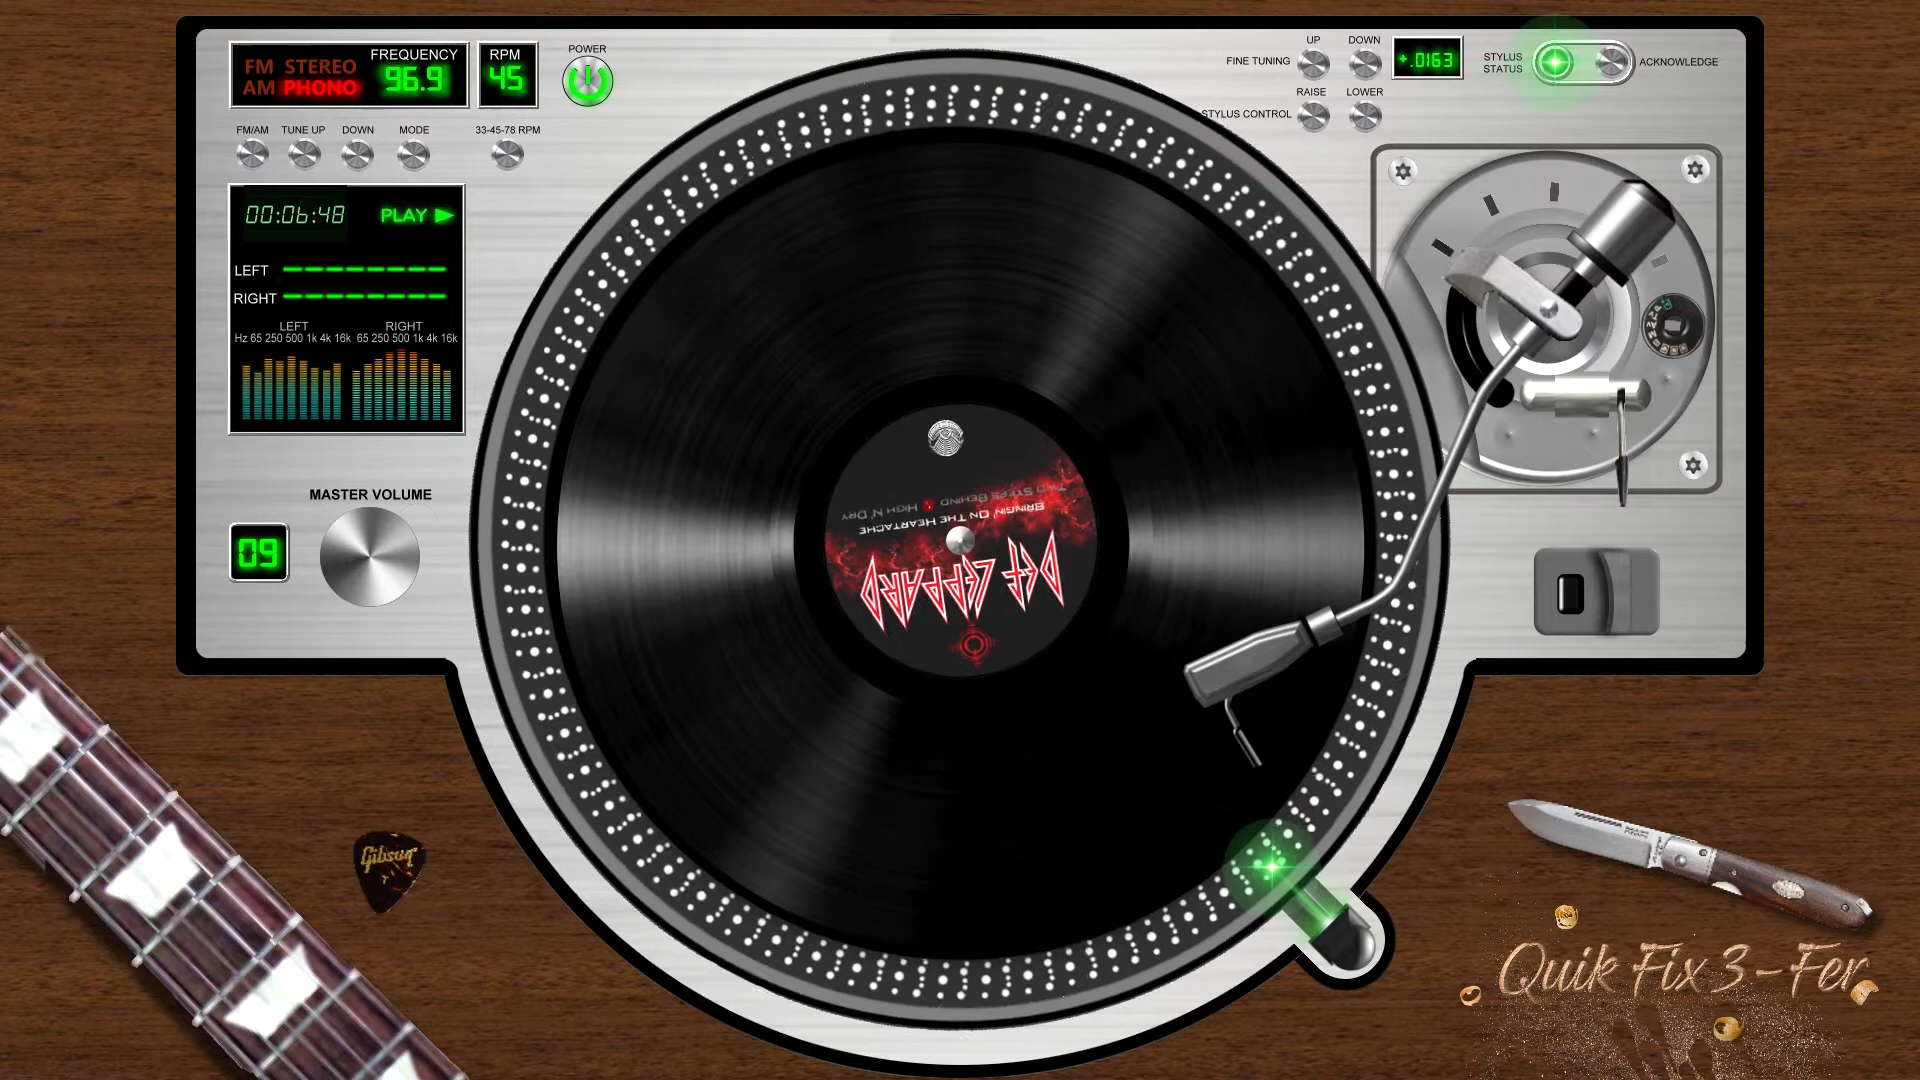 FM STEREO
AM PHONO
FREQUENCY
96.9
RPM
45
POWER
FM/AM TUNE UP DOWN MODE 33-45-78 RPM
00:06:48 PLAY
LEFT
RIGHT
LEFT RIGHT
Hz 65 250 500 1k 4k 16k 65 250 500 1k 4k 16k
MASTER VOLUME
09
UP DOWN
FINE TUNING
+.0163
RAISE LOWER
STYLUS CONTROL
STYLUS
STATUS
ACKNOWLEDGE
DEF LEPPARD
BRINGIN' ON THE HEARTACHE
TWO STEPS BEHIND HIGH N' DRY
Gibson
Quik Fix 3-Fer